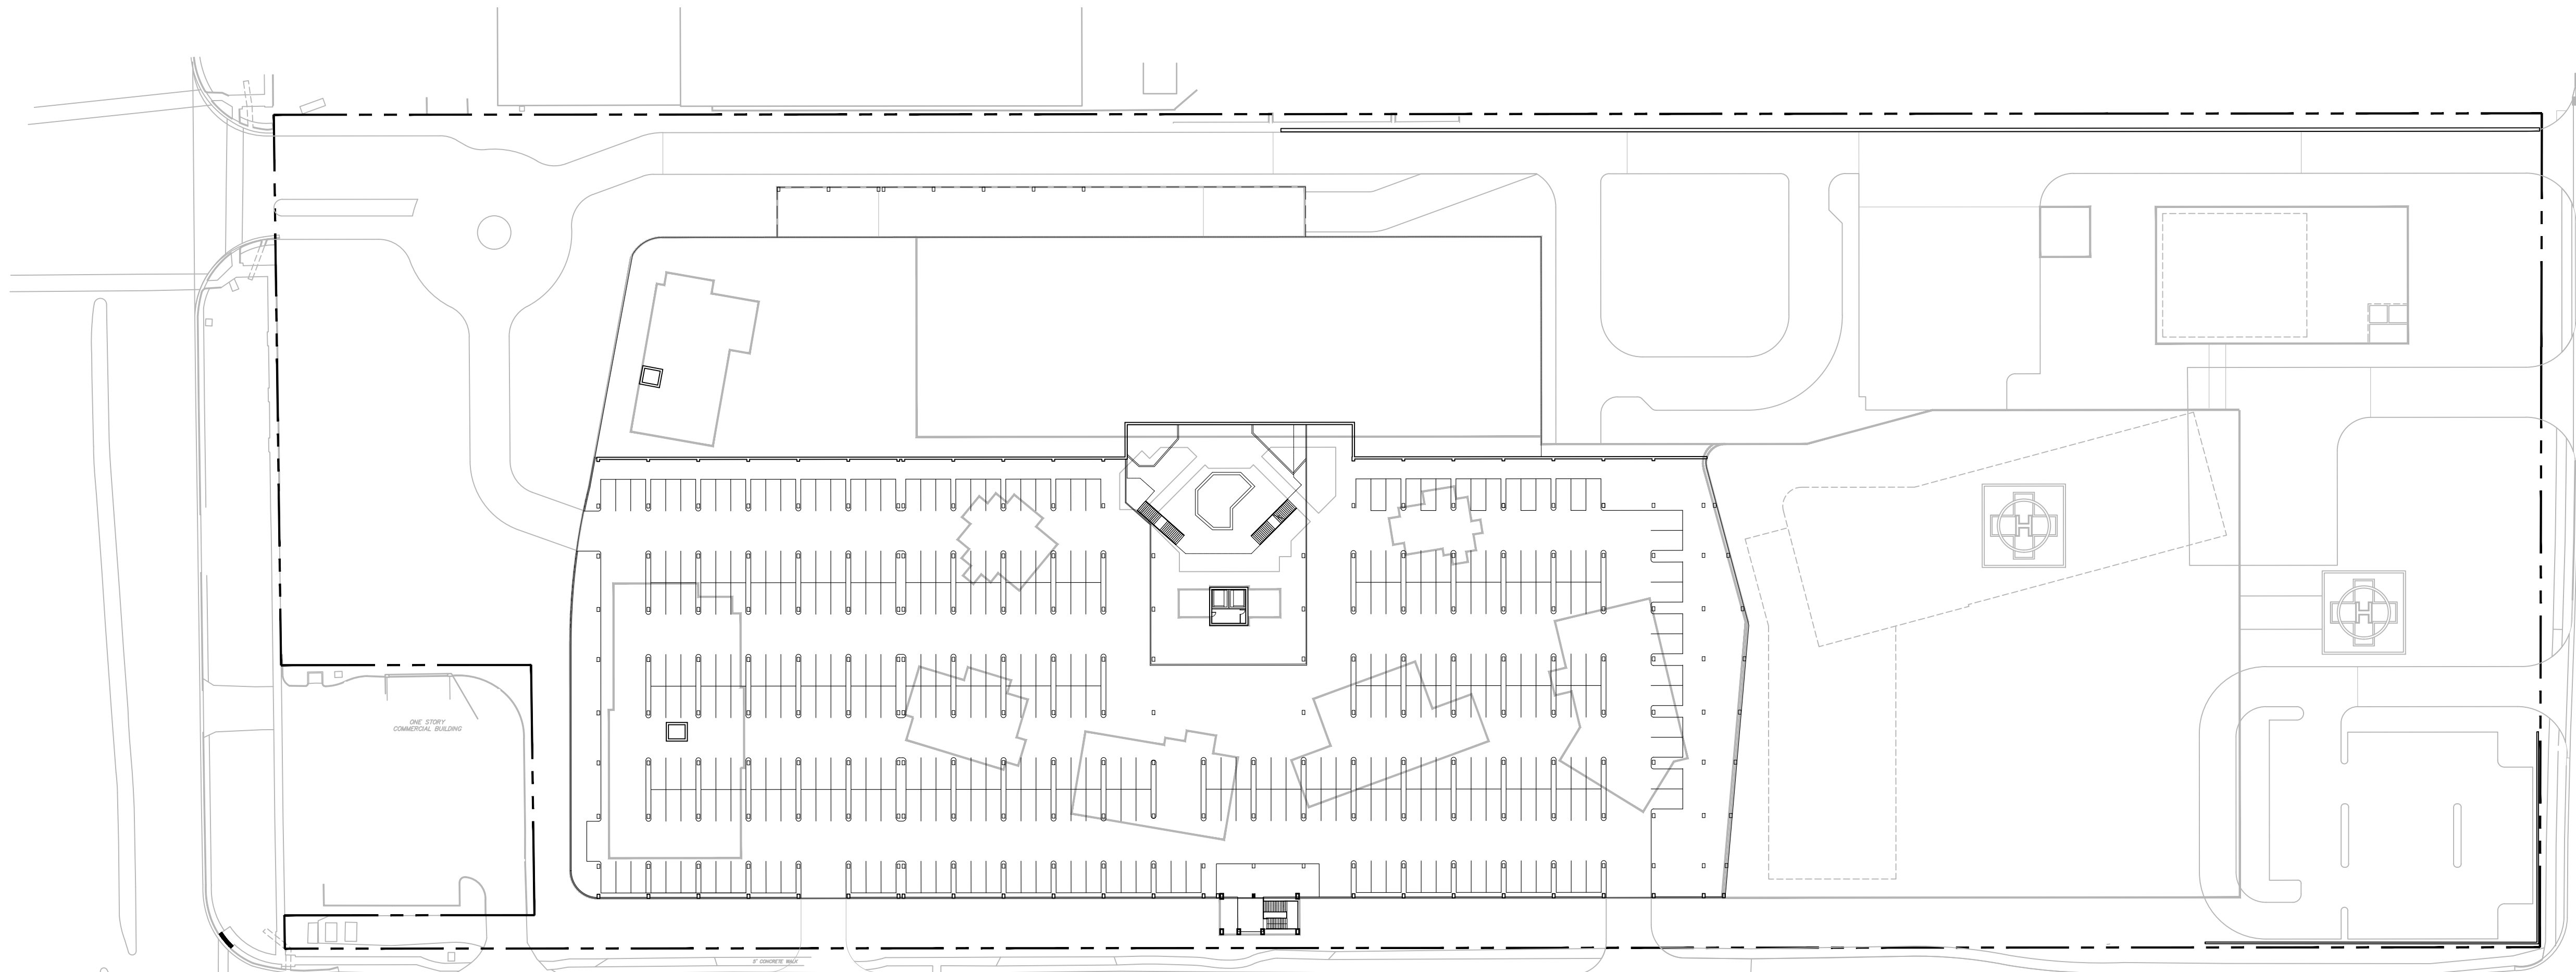 H
H
ONE STORY
COMMERCIAL BUILDING
5' CONCRETE WALK